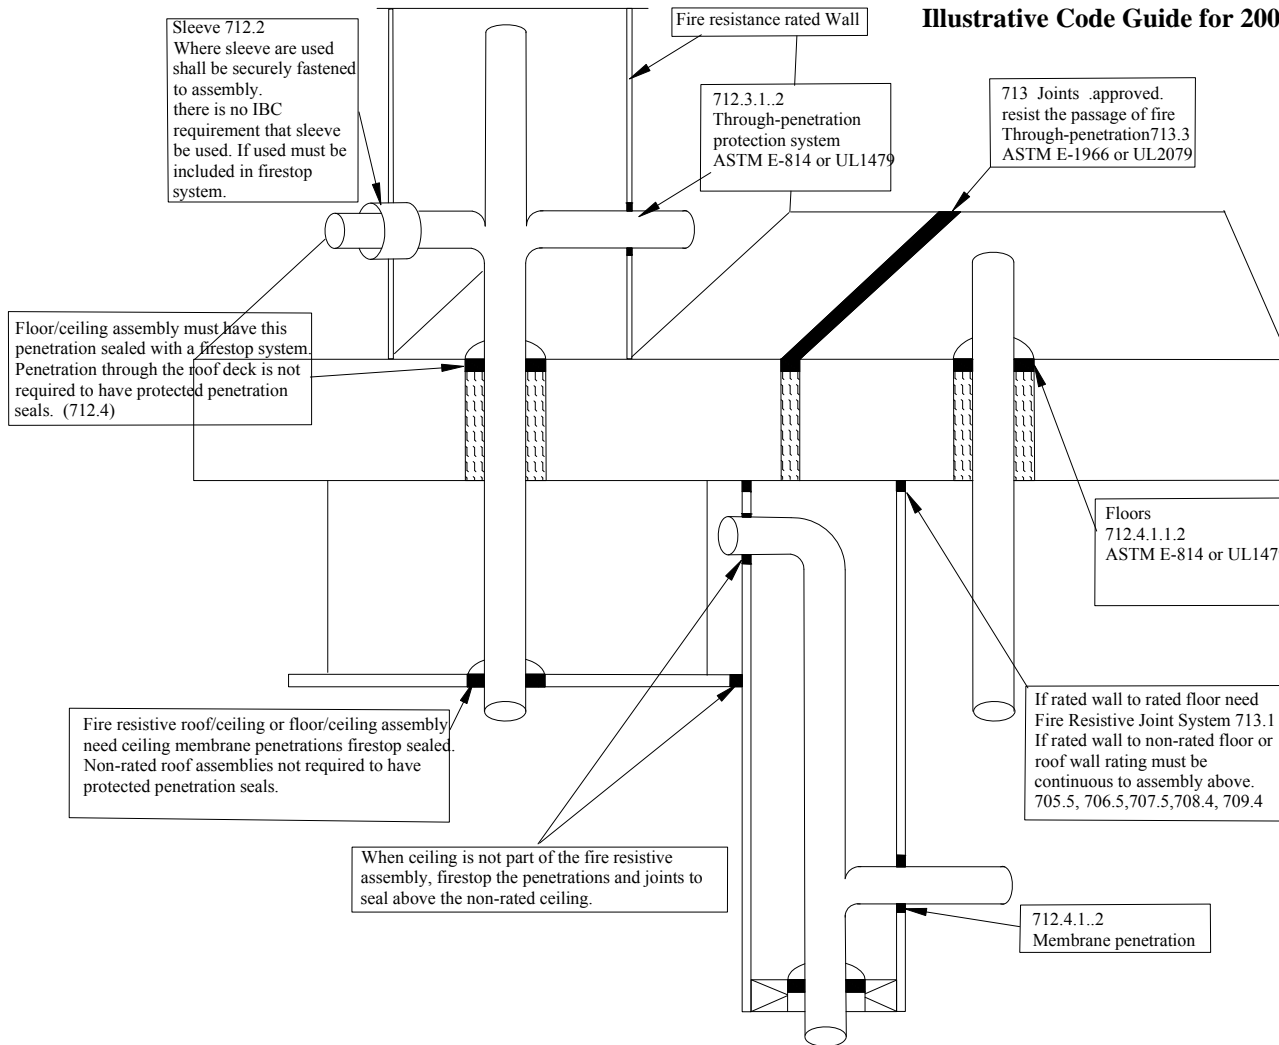 Illustrative Code Guide for 200
Sleeve 712.2
Where sleeve are used
shall be securely fastened
to assembly.
there is no IBC
requirement that sleeve
be used. If used must be
included in firestop
system.
Fire resistance rated Wall
712.3.1..2
Through-penetration
protection system
ASTM E-814 or UL1479
713 Joints .approved.
resist the passage of fire
Through-penetration713.3
ASTM E-1966 or UL2079
Floor/ceiling assembly must have this
penetration sealed with a firestop system.
Penetration through the roof deck is not
required to have protected penetration
seals. (712.4)
Floors
712.4.1.1.2
ASTM E-814 or UL147
Fire resistive roof/ceiling or floor/ceiling assembly
need ceiling membrane penetrations firestop sealed.
Non-rated roof assemblies not required to have
protected penetration seals.
If rated wall to rated floor need
Fire Resistive Joint System 713.1
If rated wall to non-rated floor or
roof wall rating must be
continuous to assembly above.
705.5, 706.5,707.5,708.4, 709.4
When ceiling is not part of the fire resistive
assembly, firestop the penetrations and joints to
seal above the non-rated ceiling.
712.4.1..2
Membrane penetration